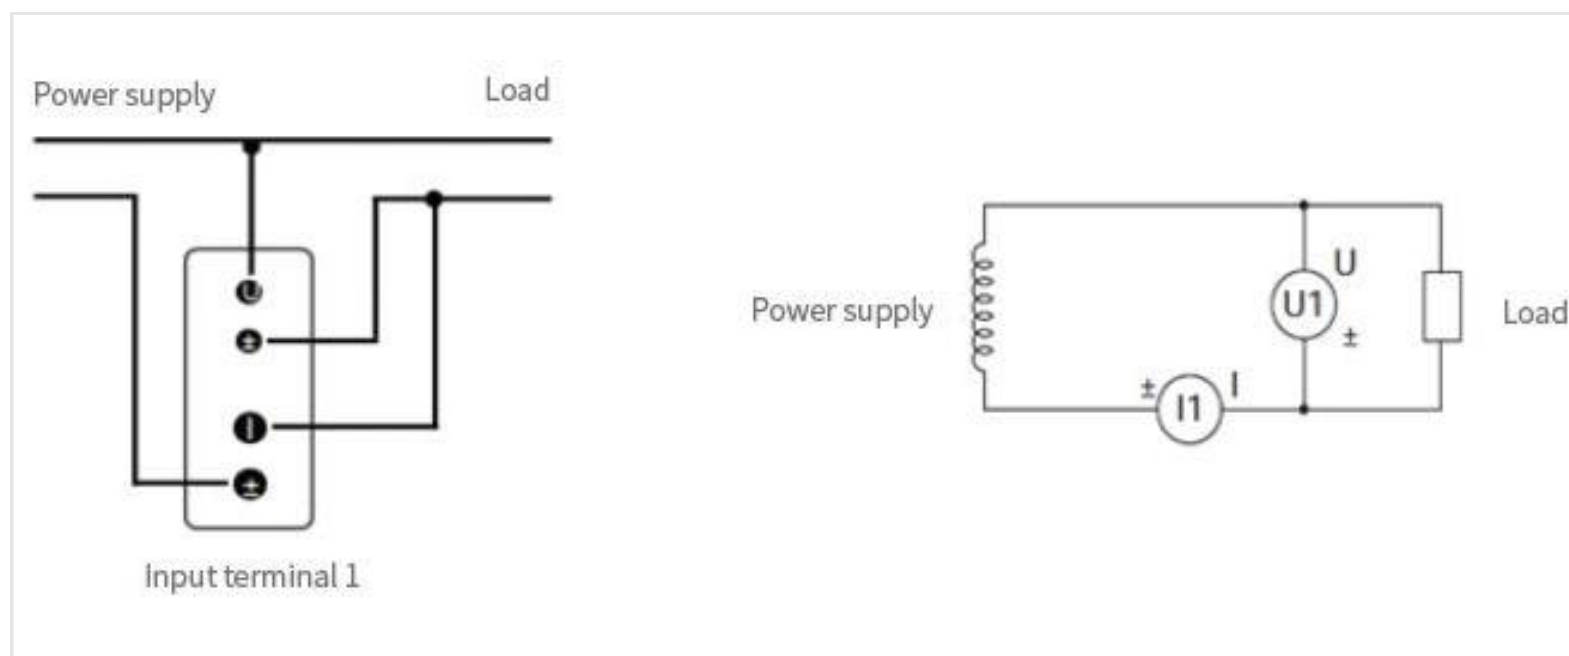 Power supply
Load
U
±
I
±
Input terminal 1
Power supply
U
U1
±
± I
I1
Load